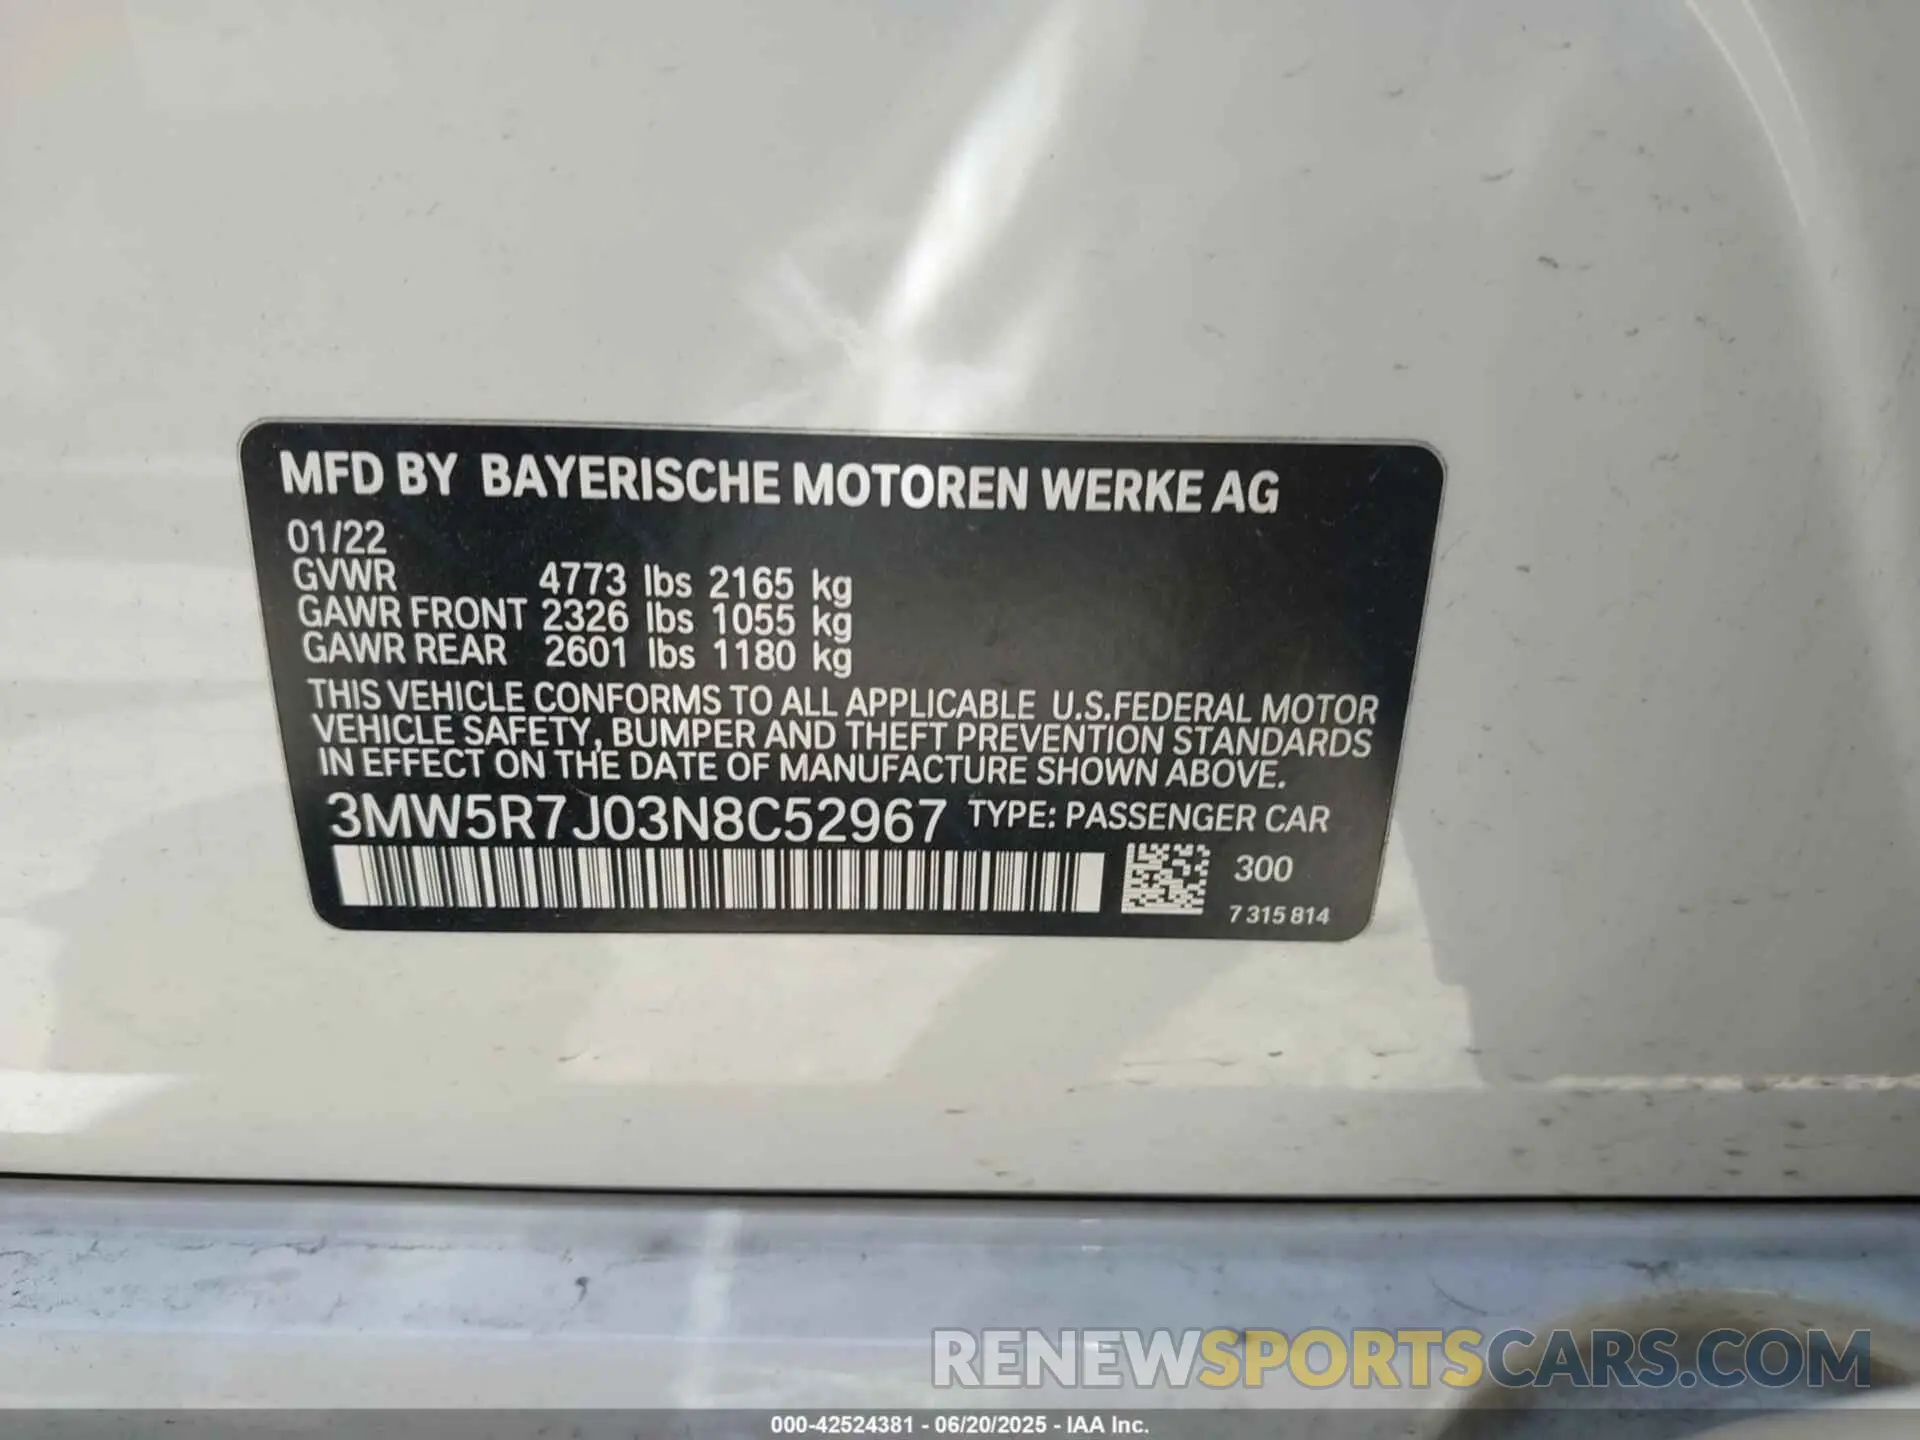 MFD BY BAYERISCHE MOTOREN WERKE AG
01/22
GVWR 4773 lbs 2165 kg
GAWR FRONT 2326 lbs 1055 kg
GAWR REAR 2601 lbs 1180 kg
THIS VEHICLE CONFORMS TO ALL APPLICABLE U.S.FEDERAL MOTOR
VEHICLE SAFETY, BUMPER AND THEFT PREVENTION STANDARDS
IN EFFECT ON THE DATE OF MANUFACTURE SHOWN ABOVE.
3MW5R7J03N8C52967 TYPE: PASSENGER CAR
300
7 315 814
RENEWSPORTSCARS.COM
000-42524381 - 06/20/2025 - IAA Inc.